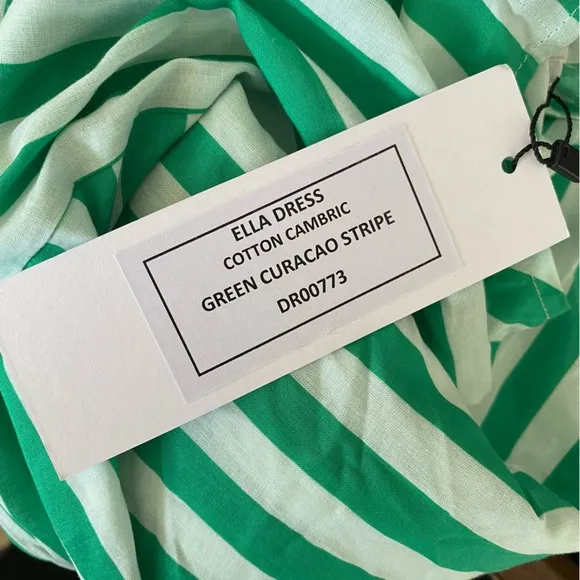 ELLA DRESS
COTTON CAMBRIC
GREEN CURACAO STRIPE
DR00773